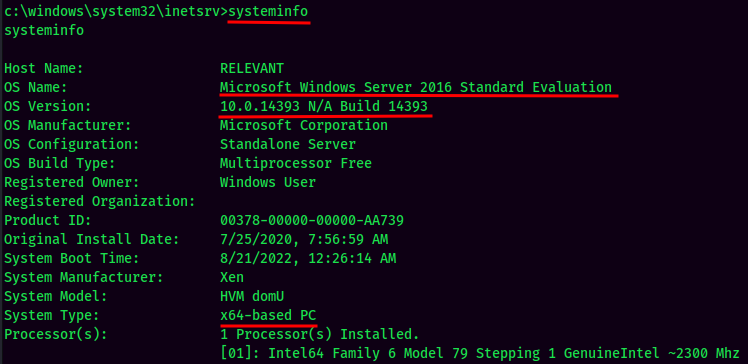 c:\windows\system32\inetsrv>systeminfo
systeminfo
Host Name: RELEVANT
OS Name: Microsoft Windows Server 2016 Standard Evaluation
OS Version: 10.0.14393 N/A Build 14393
OS Manufacturer: Microsoft Corporation
OS Configuration: Standalone Server
OS Build Type: Multiprocessor Free
Registered Owner: Windows User
Registered Organization:
Product ID: 00378-00000-00000-AA739
Original Install Date: 7/25/2020, 7:56:59 AM
System Boot Time: 8/21/2022, 12:26:14 AM
System Manufacturer: Xen
System Model: HVM domU
System Type: x64-based PC
Processor(s): 1 Processor(s) Installed.
[01]: Intel64 Family 6 Model 79 Stepping 1 GenuineIntel ~2300 Mhz